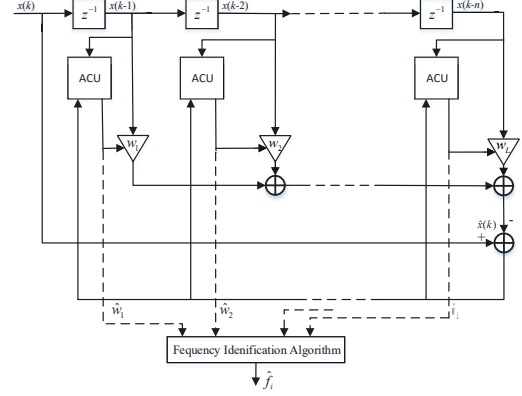 x(k) z⁻¹ x(k-1) z⁻¹ x(k-2) z⁻¹ x(k-n)
ACU ACU ACU
w₁ w₂ w_L
x̂(k) -
+
ŵ₁ ŵ₂
Fequency Idenification Algorithm
f̂ᵢ